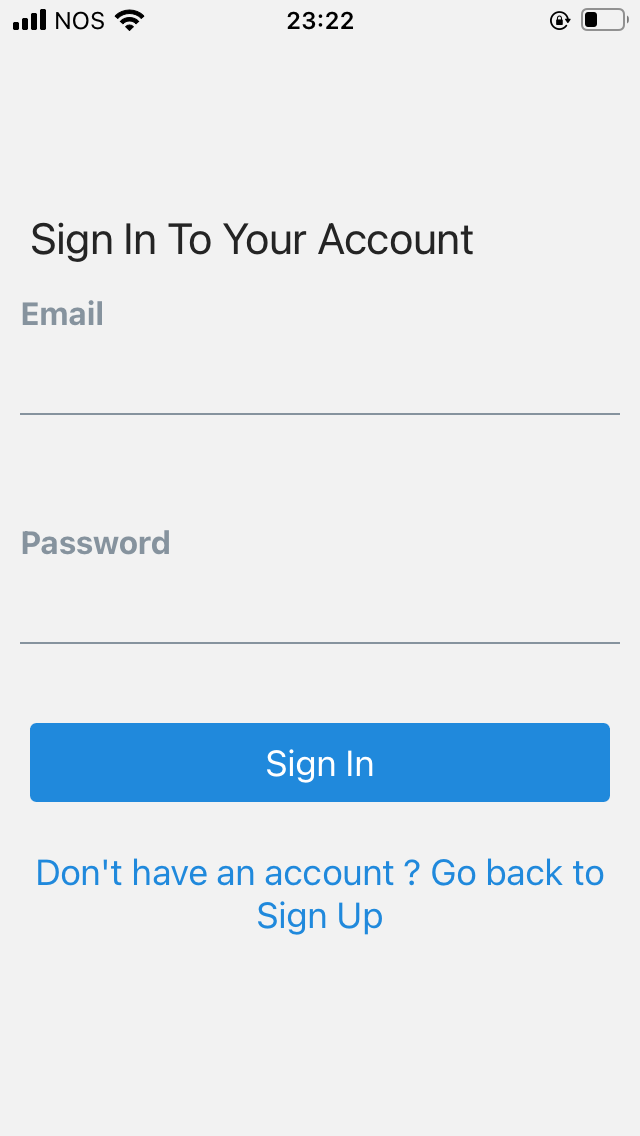 NOS 23:22
Sign In To Your Account
Email
Password
Sign In
Don't have an account ? Go back to
Sign Up